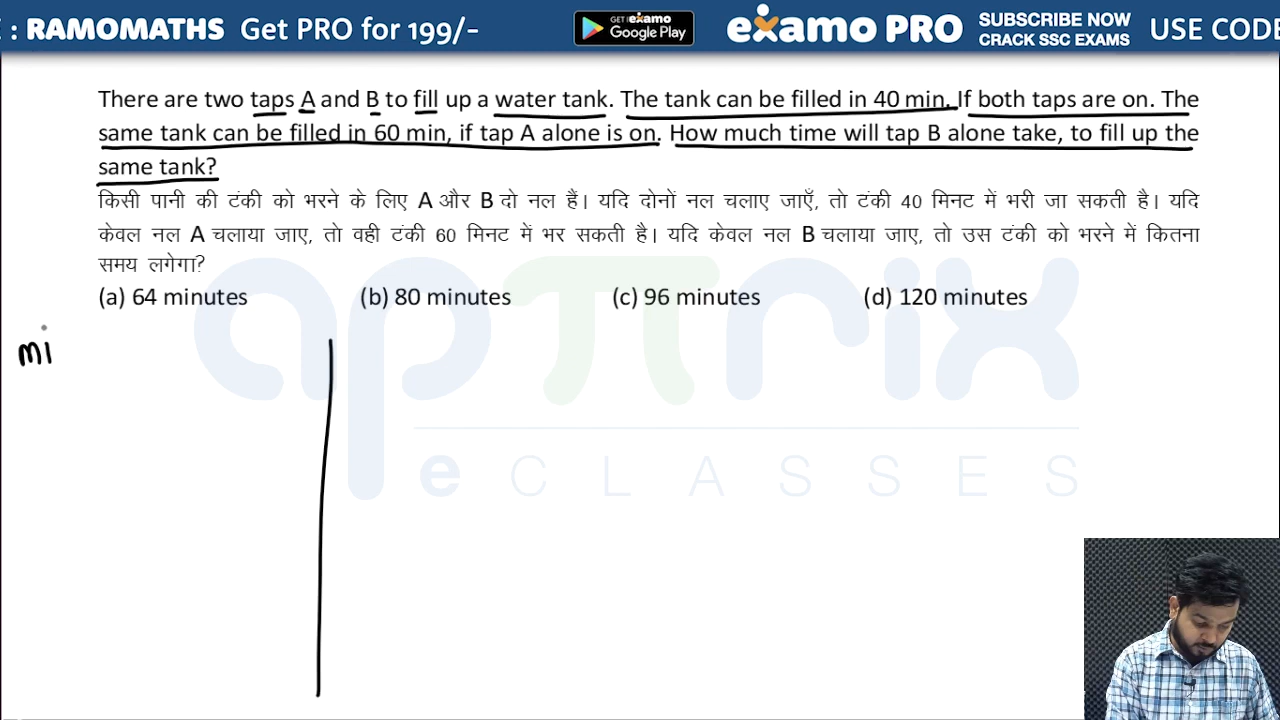 : RAMOMATHS Get PRO for 199/-
GET IT ON examo
Google Play
examo PRO
SUBSCRIBE NOW
CRACK SSC EXAMS
USE CODE
There are two taps A and B to fill up a water tank. The tank can be filled in 40 min. If both taps are on. The
same tank can be filled in 60 min, if tap A alone is on. How much time will tap B alone take, to fill up the
same tank?
किसी पानी की टंकी को भरने के लिए A और B दो नल हैं। यदि दोनों नल चलाए जाएँ, तो टंकी 40 मिनट में भरी जा सकती है। यदि
केवल नल A चलाया जाए, तो वही टंकी 60 मिनट में भर सकती है। यदि केवल नल B चलाया जाए, तो उस टंकी को भरने में कितना
समय लगेगा?
(a) 64 minutes (b) 80 minutes (c) 96 minutes (d) 120 minutes
mi
apπrix
e CLASSES